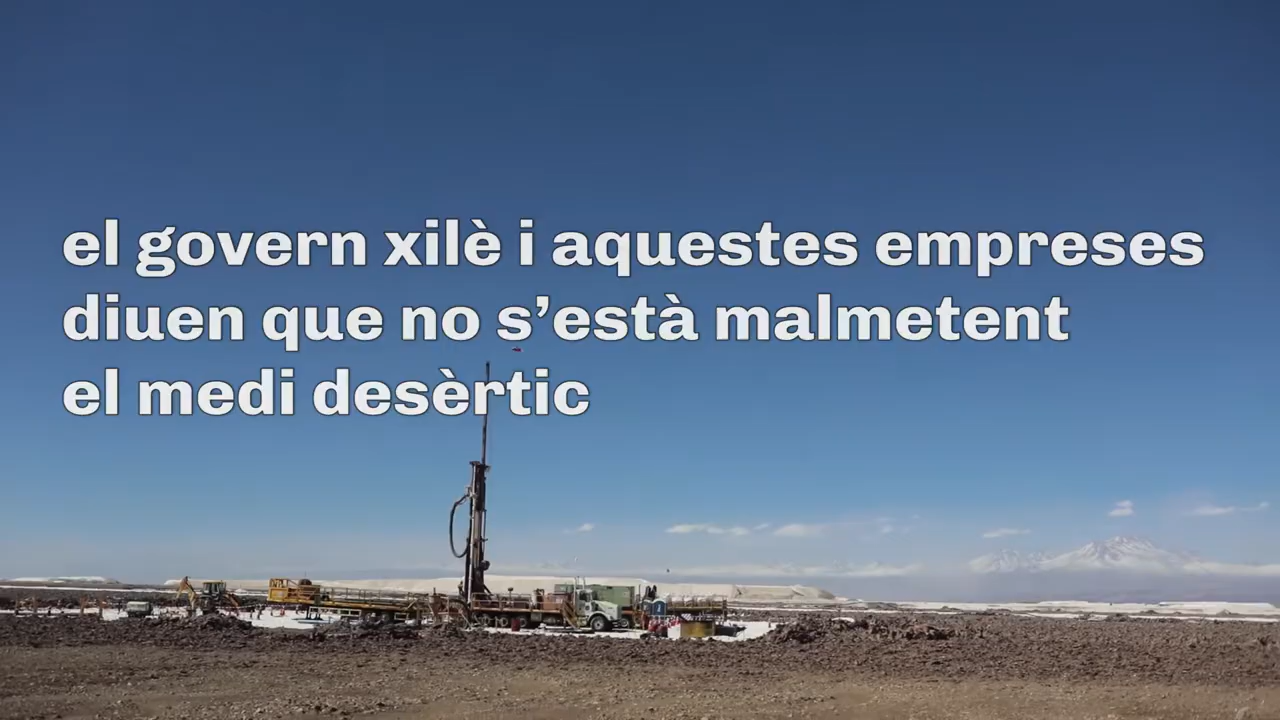 el govern xilè i aquestes empreses
diuen que no s’està malmetent
el medi desèrtic